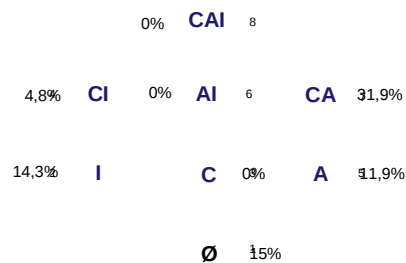 0% CAI 8
4,8% CI 0% AI 6 CA 31,9%
14,3% I C 0% A 11,9%
Ø 15%